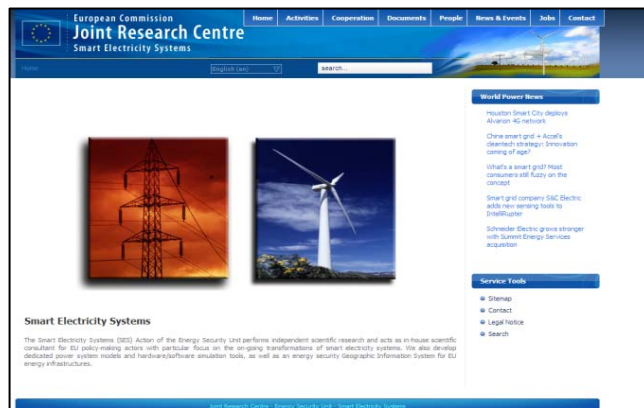 European Commission
Joint Research Centre
Smart Electricity Systems
Home Activities Cooperation Documents People News & Events Jobs Contact
Home English (en) search...
World Power News
Houston Smart City deploys
Alvarion 4G network
China smart grid + Accel's
cleantech strategy: Innovation
coming of age?
What's a smart grid? Most
consumers still fuzzy on the
concept
Smart grid company S&C Electric
adds new sensing tools to
IntelliRupter
Schneider Electric grows stronger
with Summit Energy Services
acquisition
Service Tools
Sitemap
Contact
Legal Notice
Search
Smart Electricity Systems
The Smart Electricity Systems (SES) Action of the Energy Security Unit performs independent scientific research and acts as in-house scientific
consultant for EU policy-making actors with particular focus on the on-going transformations of smart electricity systems. We also develop
dedicated power system models and hardware/software simulation tools, as well as an energy security Geographic Information System for EU
energy infrastructures.
Joint Research Centre - Energy Security Unit - Smart Electricity Systems